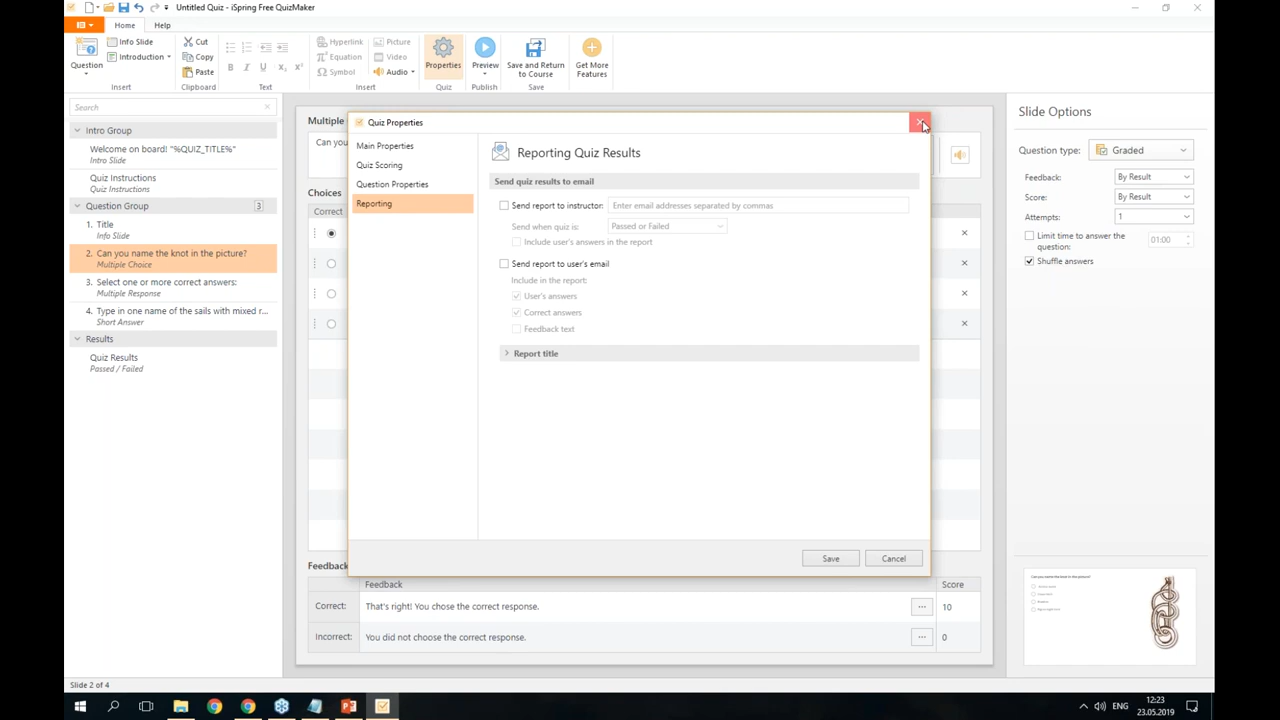 Untitled Quiz - iSpring Free QuizMaker
Home
Help
Question
Info Slide
Introduction
Insert
Cut
Copy
Paste
Clipboard
B I U X₂ X²
Text
Hyperlink
Equation
Symbol
Picture
Video
Audio
Insert
Properties
Quiz
Preview
Publish
Save and Return
to Course
Save
Get More
Features
Search
Intro Group
Welcome on board! "%QUIZ_TITLE%"
Intro Slide
Quiz Instructions
Quiz Instructions
Question Group
3
1. Title
Info Slide
2. Can you name the knot in the picture?
Multiple Choice
3. Select one or more correct answers:
Multiple Response
4. Type in one name of the sails with mixed r...
Short Answer
Results
Quiz Results
Passed / Failed
Multiple
Can you
Choices
Correct
Quiz Properties
Main Properties
Quiz Scoring
Question Properties
Reporting
Reporting Quiz Results
Send quiz results to email
Send report to instructor:
Enter email addresses separated by commas
Send when quiz is:
Passed or Failed
Include user's answers in the report
Send report to user's email
Include in the report:
User's answers
Correct answers
Feedback text
Report title
Save
Cancel
Feedback
Feedback
Score
Correct:
That's right! You chose the correct response.
...
10
Incorrect:
You did not choose the correct response.
...
0
Slide Options
Question type:
Graded
Feedback:
By Result
Score:
By Result
Attempts:
1
Limit time to answer the
question:
01:00
Shuffle answers
Can you name the knot in the picture?
Slide 2 of 4
ENG
12:23
23.05.2019